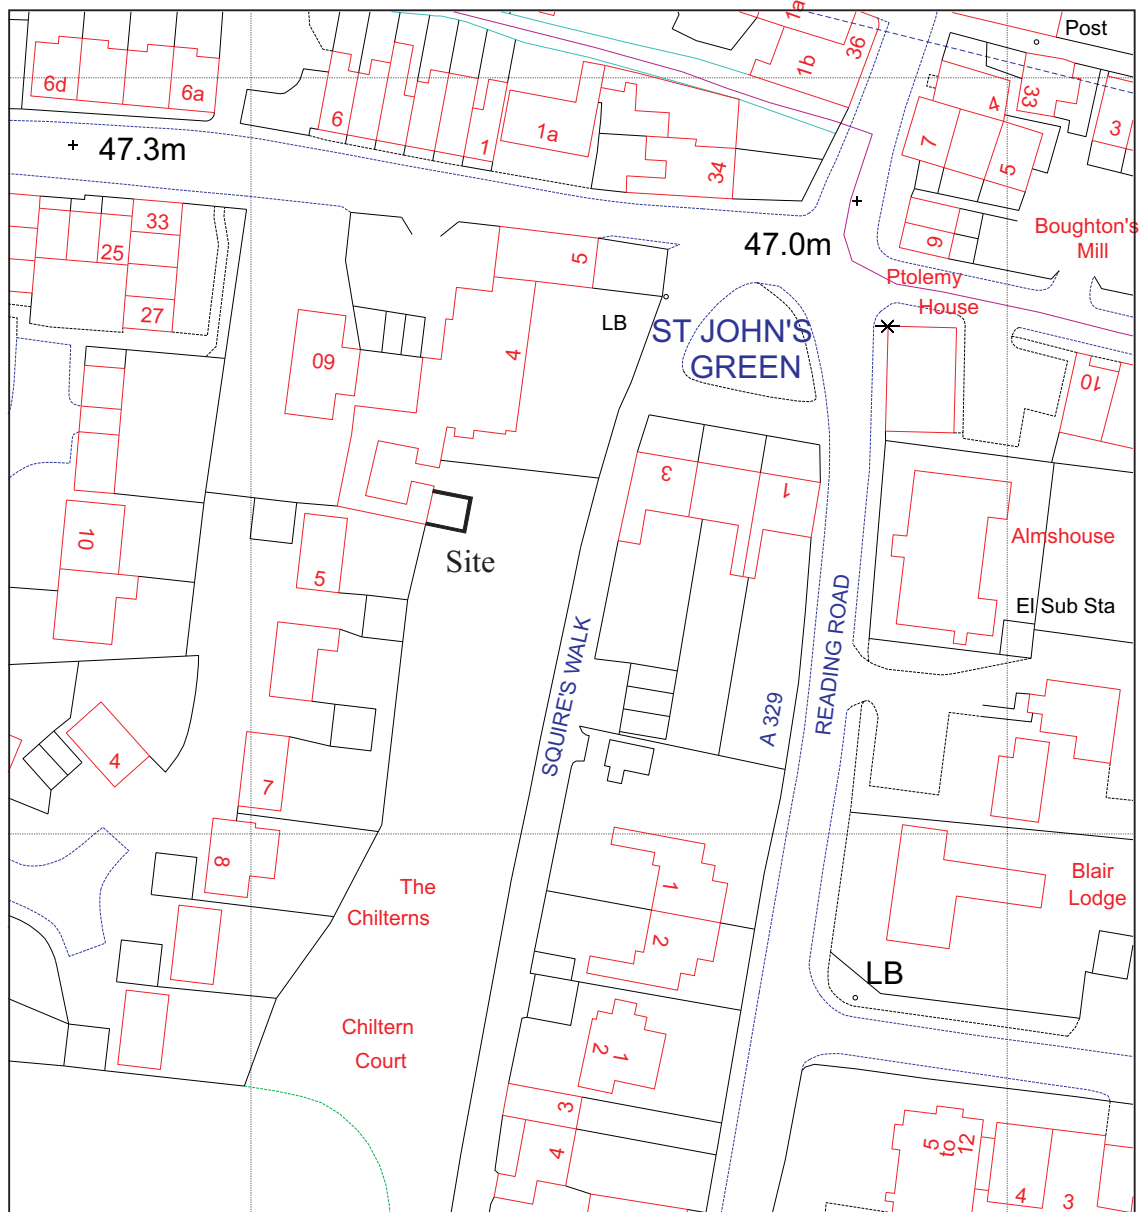 1a
36
Post
6d
6a
1b
33
4
6
1
1a
7
3
47.3m
34
5
33
25
5
47.0m
6
Boughton's
Mill
Ptolemy
House
27
LB
ST JOHN'S
GREEN
60
4
10
3
1
10
Almshouse
Site
5
El Sub Sta
SQUIRE'S WALK
READING ROAD
A 329
4
7
8
The
Chilterns
1
2
Blair
Lodge
LB
Chiltern
Court
2
1
3
4
5
to
12
4
3